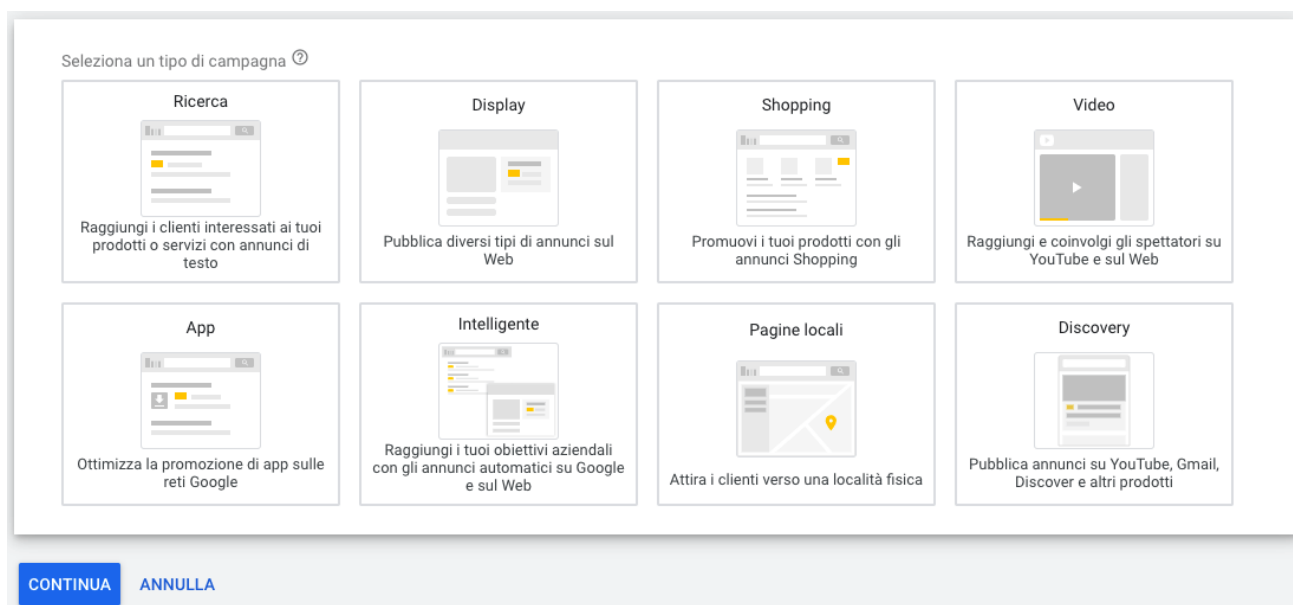 Seleziona un tipo di campagna
Ricerca
Raggiungi i clienti interessati ai tuoi
prodotti o servizi con annunci di
testo
Display
Pubblica diversi tipi di annunci sul
Web
Shopping
Promuovi i tuoi prodotti con gli
annunci Shopping
Video
Raggiungi e coinvolgi gli spettatori su
YouTube e sul Web
App
Ottimizza la promozione di app sulle
reti Google
Intelligente
Raggiungi i tuoi obiettivi aziendali
con gli annunci automatici su Google
e sul Web
Pagine locali
Attira i clienti verso una località fisica
Discovery
Pubblica annunci su YouTube, Gmail,
Discover e altri prodotti
CONTINUA ANNULLA